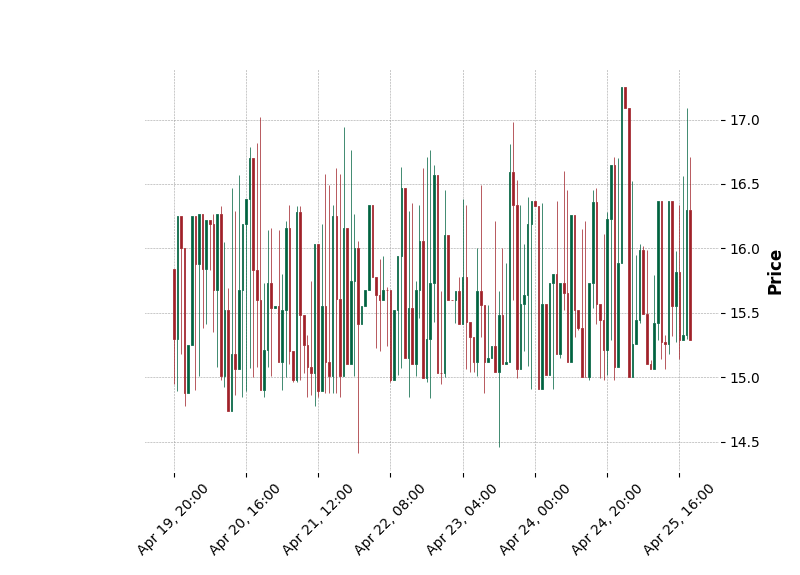 17.0
16.5
16.0
15.5
15.0
14.5
Price
Apr 19, 20:00
Apr 20, 16:00
Apr 21, 12:00
Apr 22, 08:00
Apr 23, 04:00
Apr 24, 00:00
Apr 24, 20:00
Apr 25, 16:00